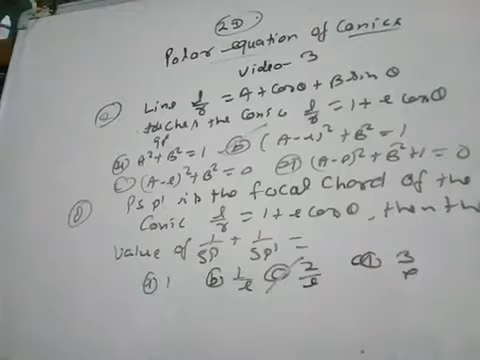 2D
Polar equation of Conics
Video-3
Line l/r = A + cosθ + B sin θ
touches the Conic l/r = 1 + e cosθ
(a) A²+B²=1 (b) (A-e)²+B²=1
(c) (A-e)²+B²=0 (d) (A-e)²+B²+1=0
PSP' is the focal Chord of the
Conic l/r = 1+ e cosθ, then the
value of 1/SP + 1/SP' =
(a) 1 (b) 1/l (c) 2/l (d) 3/l